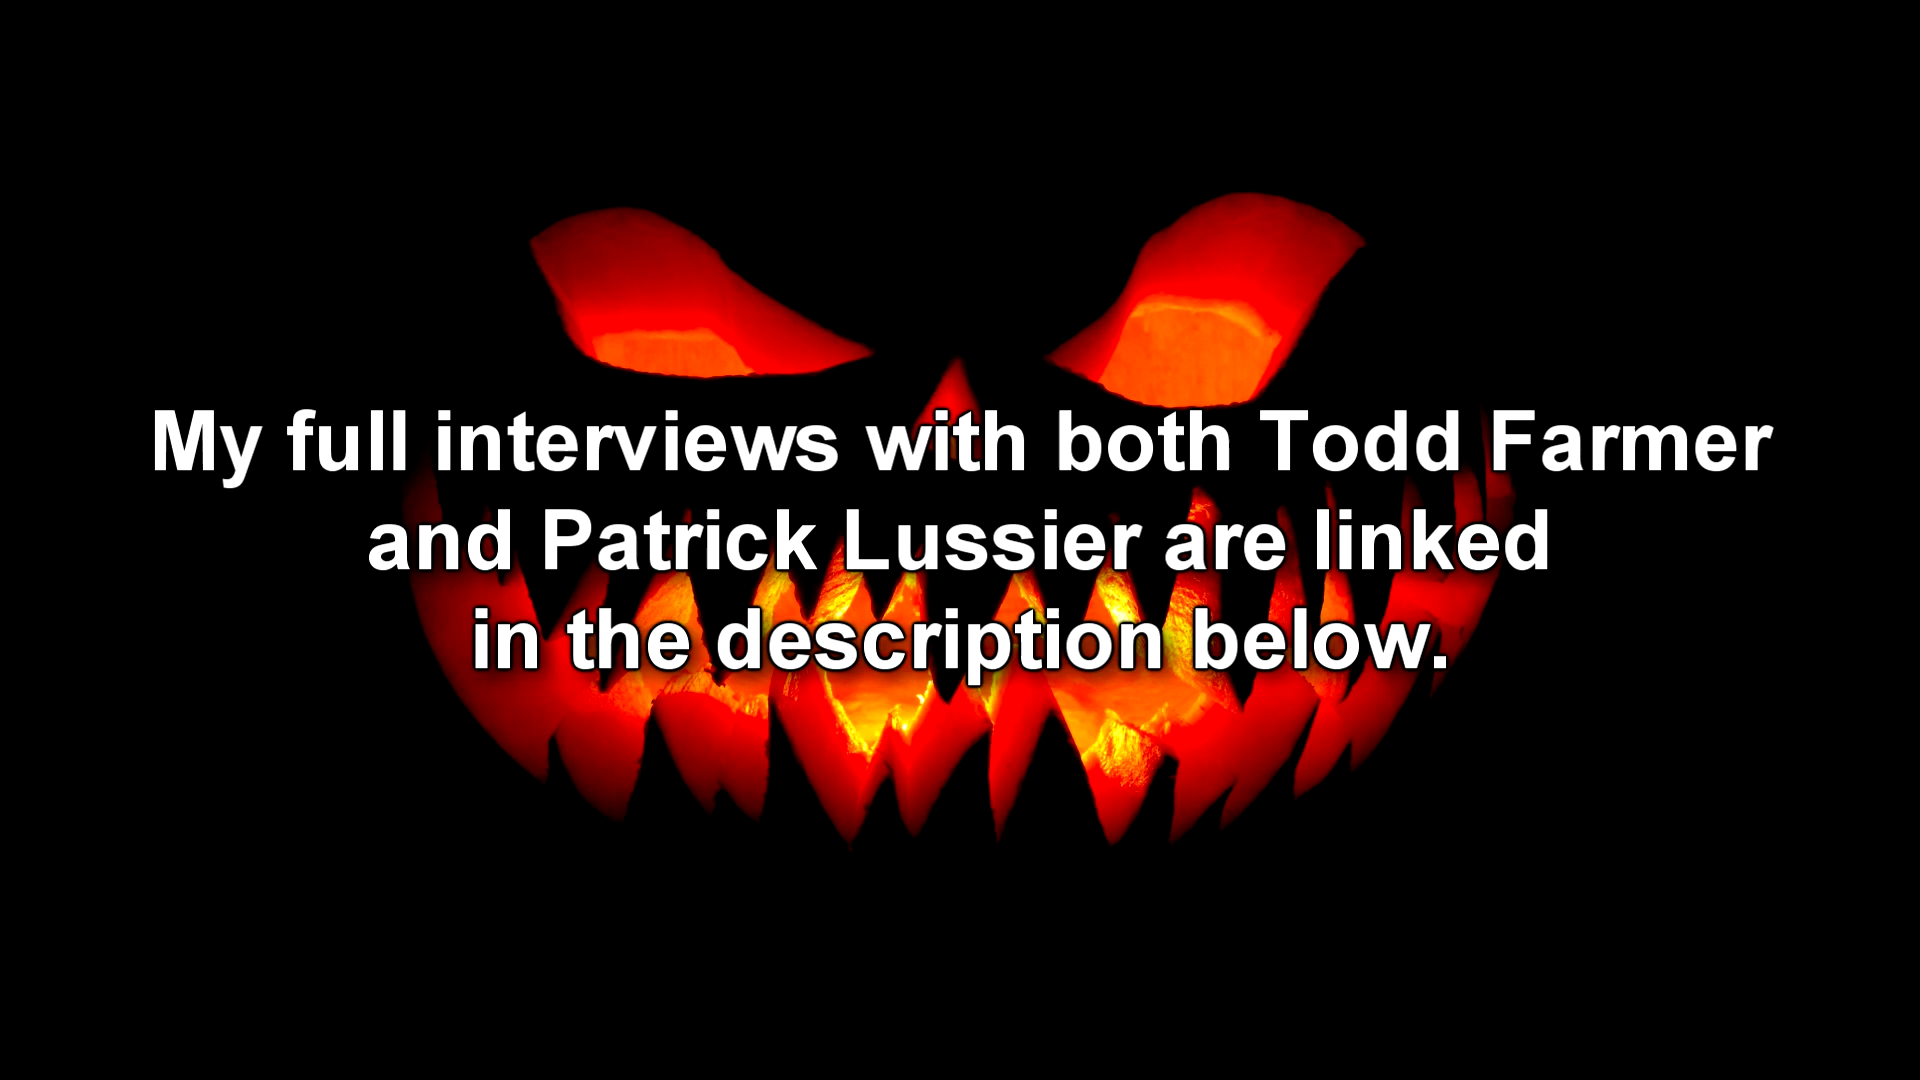 My full interviews with both Todd Farmer
and Patrick Lussier are linked
in the description below.